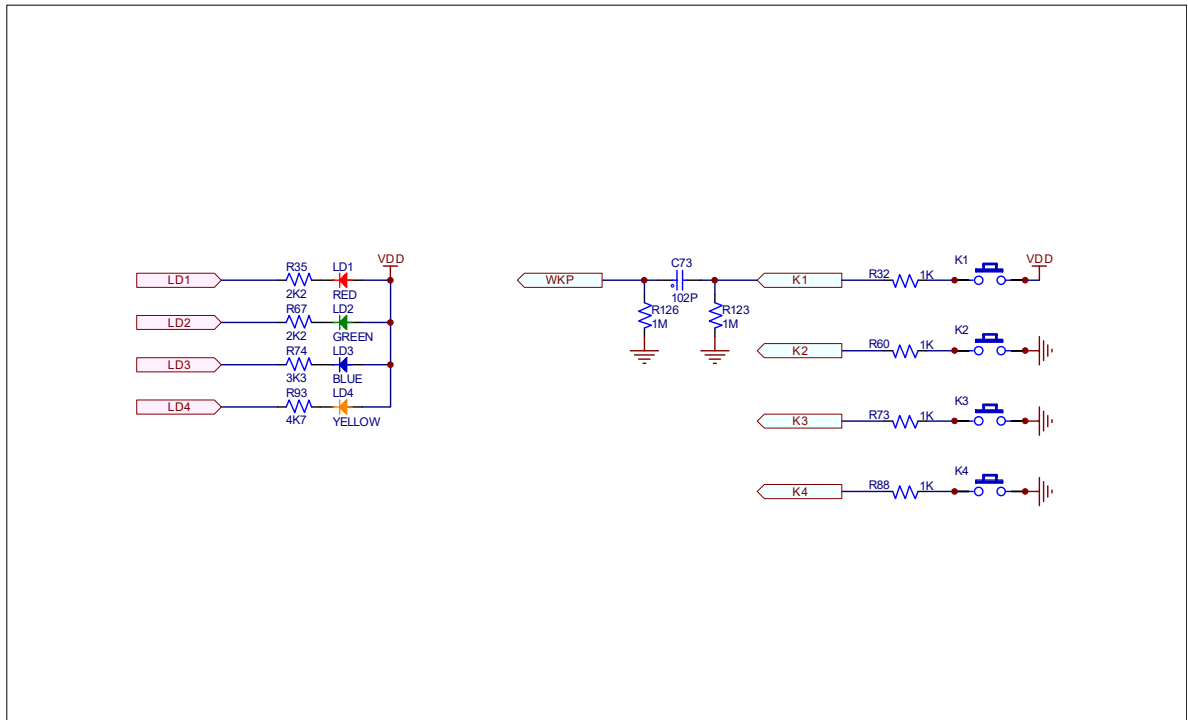 VDD
R35 LD1
LD1
2K2 RED
R67 LD2
LD2
2K2 GREEN
R74 LD3
LD3
3K3 BLUE
R93 LD4
LD4
4K7 YELLOW
C73
WKP
102P
R126
1M
R123
1M
K1
R32 1K
K1
VDD
K2
R60 1K
K2
K3
R73 1K
K3
K4
R88 1K
K4